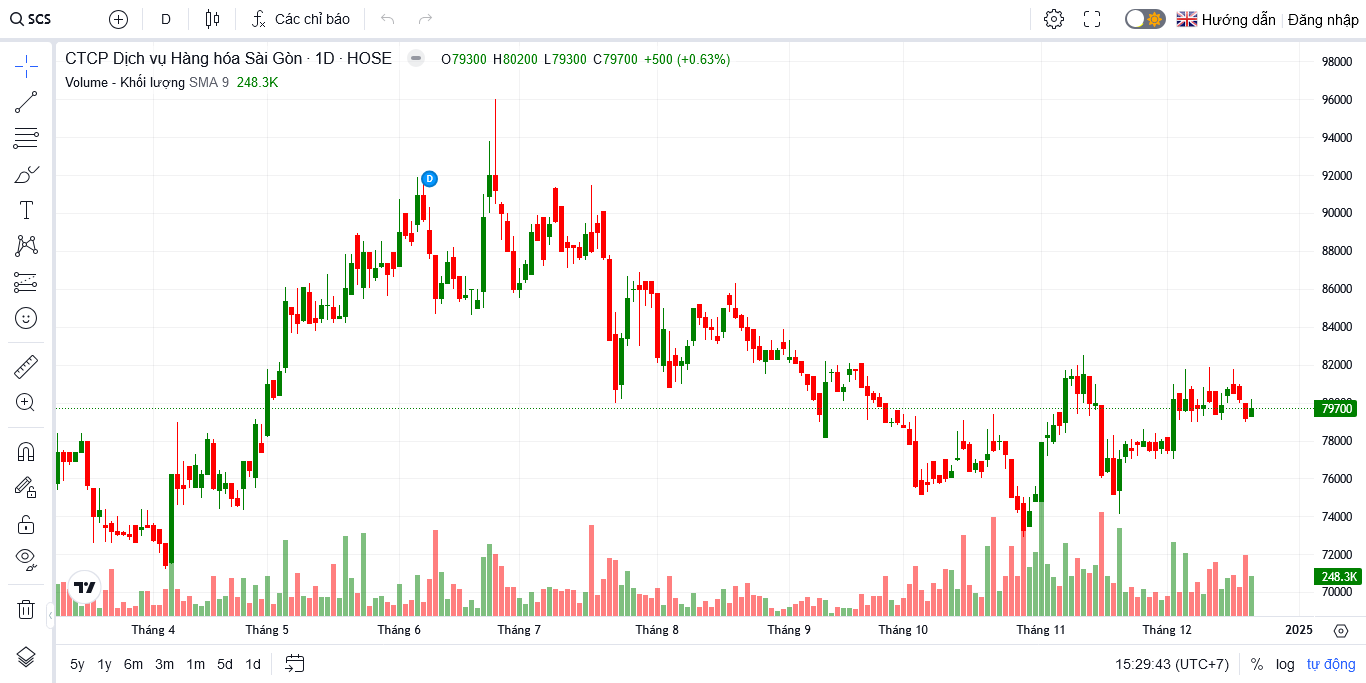 SCS
D
Các chỉ báo
Hướng dẫn
Đăng nhập
CTCP Dịch vụ Hàng hóa Sài Gòn · 1D · HOSE
O79300 H80200 L79300 C79700 +500 (+0.63%)
Volume - Khối lượng SMA 9 248.3K
D
98000
96000
94000
92000
90000
88000
86000
84000
82000
79700
78000
76000
74000
72000
248.3K
70000
Tháng 4 Tháng 5 Tháng 6 Tháng 7 Tháng 8 Tháng 9 Tháng 10 Tháng 11 Tháng 12 2025
5y 1y 6m 3m 1m 5d 1d
15:29:43 (UTC+7) % log tự động